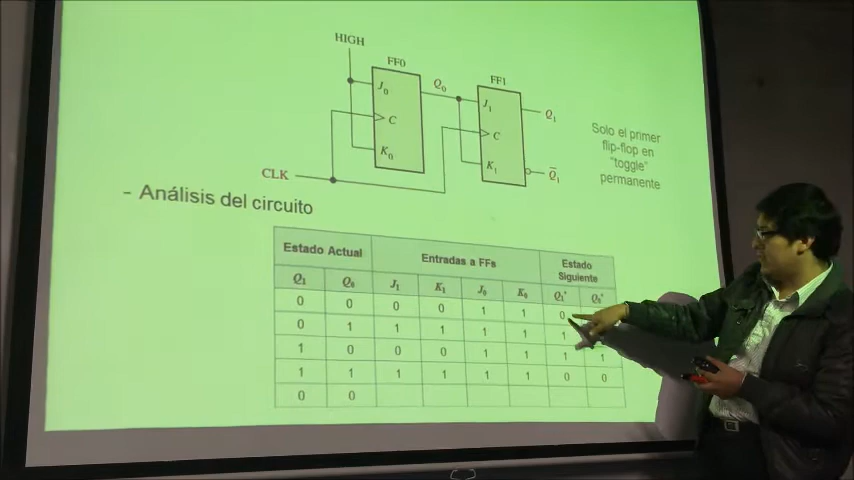 HIGH
FF0
J0
C
K0
Q0
FF1
J1
C
K1
Q1
Q̅1
CLK
Solo el primer
flip-flop en
"toggle"
permanente
- Análisis del circuito
Estado Actual Entradas a FFs Estado Siguiente
Q1 Q0 J1 K1 J0 K0 Q1+ Q0+
0 0 0 0 1 1 0
0 1 1 1 1 1 1
1 0 0 0 1 1 1 1
1 1 1 1 1 1 0 0
0 0